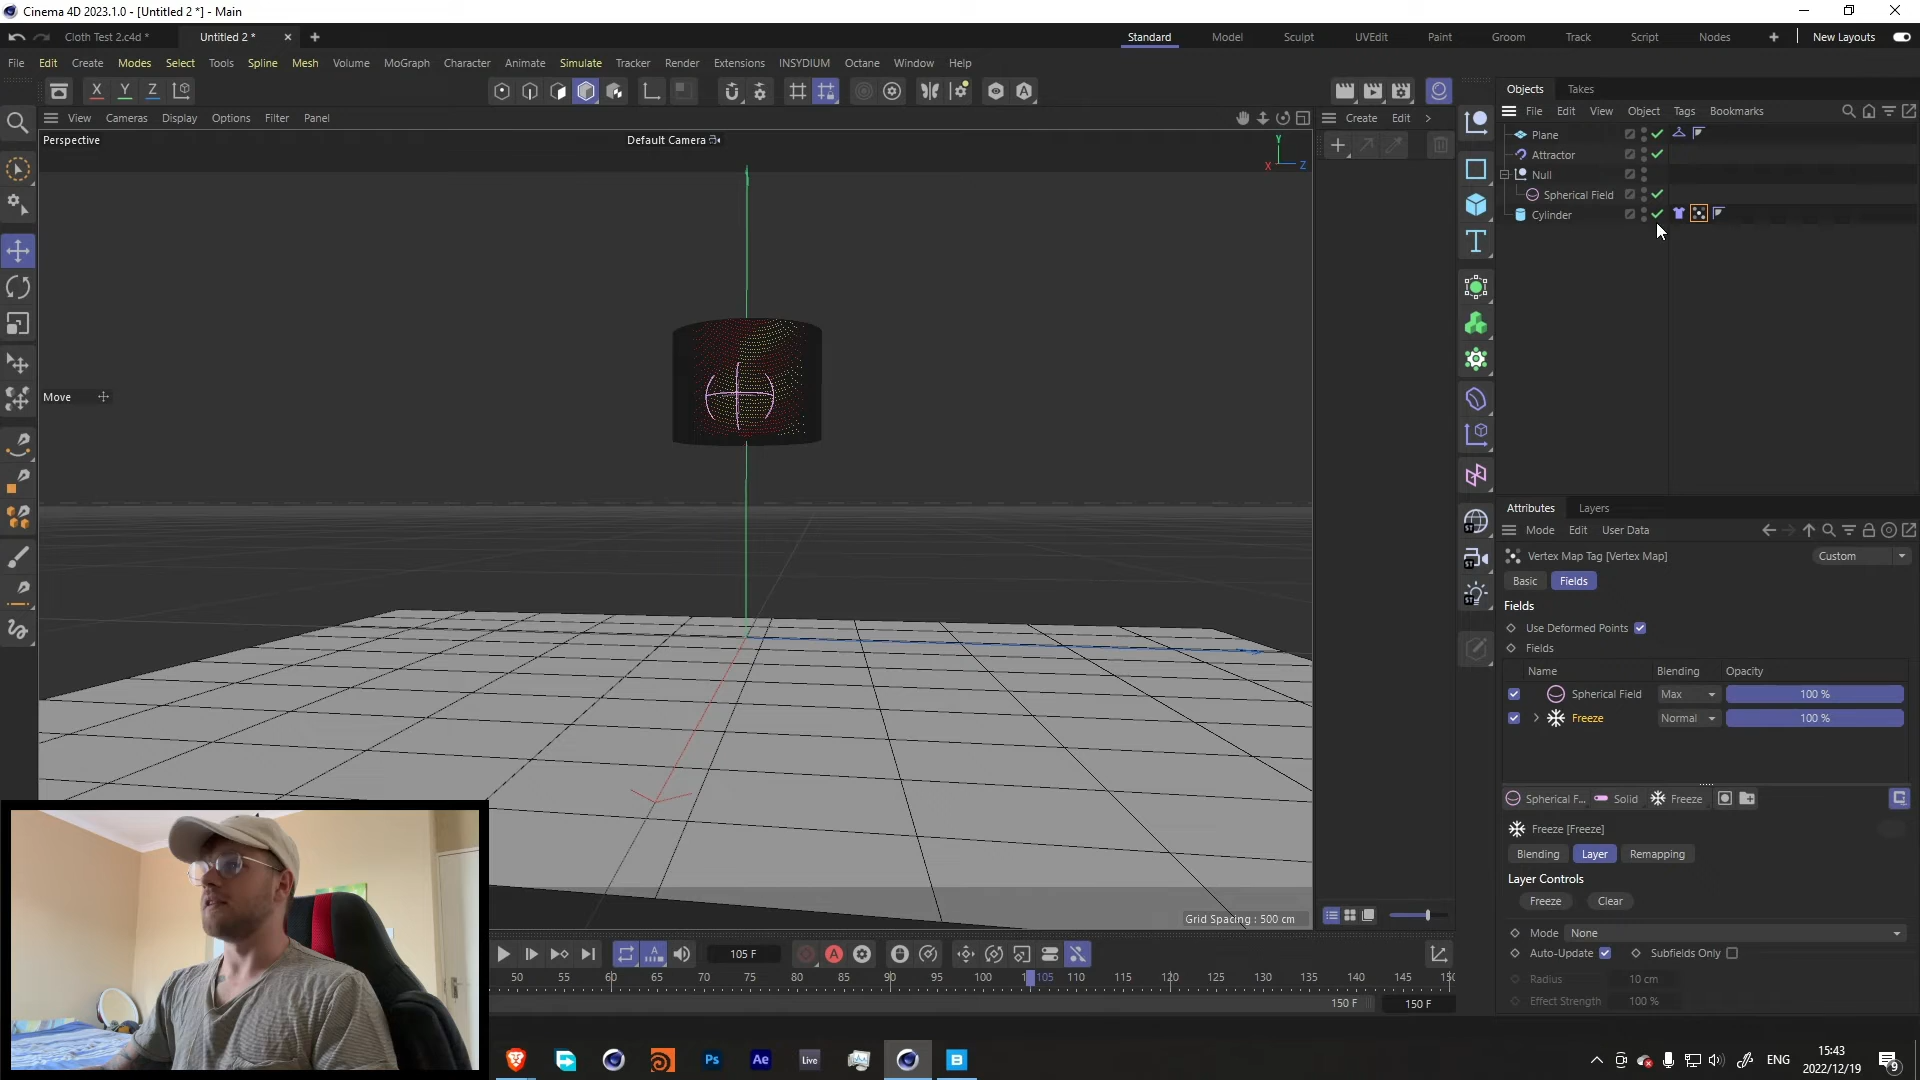 Cinema 4D 2023.1.0 - [Untitled 2 *] - Main
Cloth Test 2.c4d *
Untitled 2 *
Standard
Model
Sculpt
UVEdit
Paint
Groom
Track
Script
Nodes
New Layouts
File Edit Create Modes Select Tools Spline Mesh Volume MoGraph Character Animate Simulate Tracker Render Extensions INSYDIUM Octane Window Help
X Y Z
Objects Takes
View Cameras Display Options Filter Panel
Create Edit
File Edit View Object Tags Bookmarks
Perspective
Default Camera
Y
X
Z
Plane
Attractor
Null
Spherical Field
Cylinder
Move
Attributes Layers
Mode Edit User Data
Vertex Map Tag [Vertex Map]
Custom
Basic Fields
Fields
Use Deformed Points
Fields
Name Blending Opacity
Spherical Field Max 100 %
Freeze Normal 100 %
Spherical F... Solid Freeze
Freeze [Freeze]
Blending Layer Remapping
Layer Controls
Freeze Clear
Mode None
Auto-Update Subfields Only
Radius 10 cm
Effect Strength 100 %
Grid Spacing : 500 cm
105 F
50 55 60 65 70 75 80 85 90 95 100 105 110 115 120 125 130 135 140 145
150 F
150 F
Ps
Ae
Live
ENG
15:43
2022/12/19